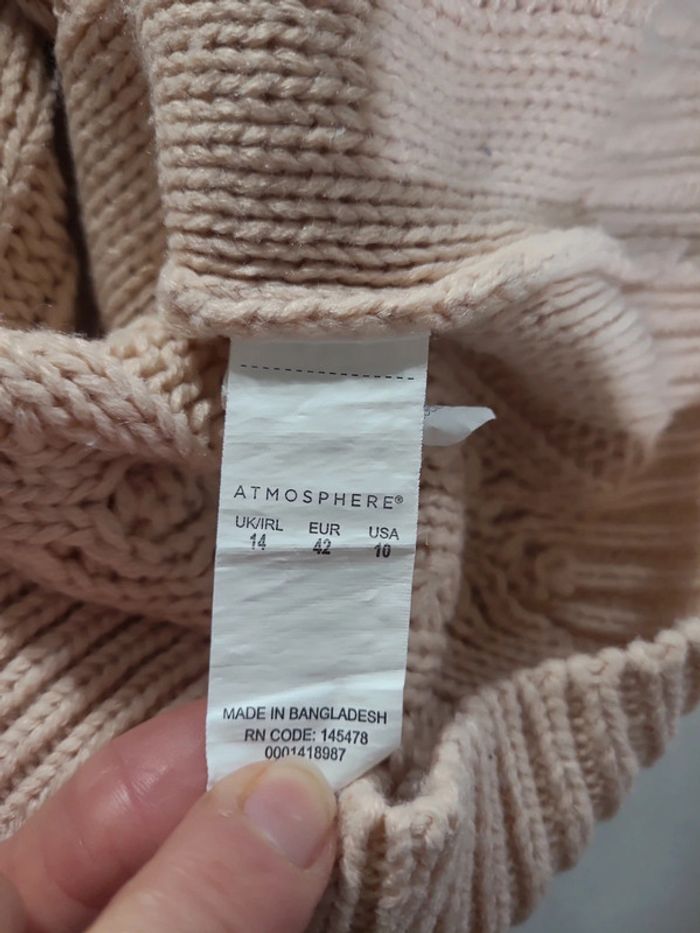 ATMOSPHERE®
UK/IRL EUR USA
14 42 10
MADE IN BANGLADESH
RN CODE: 145478
0001418987